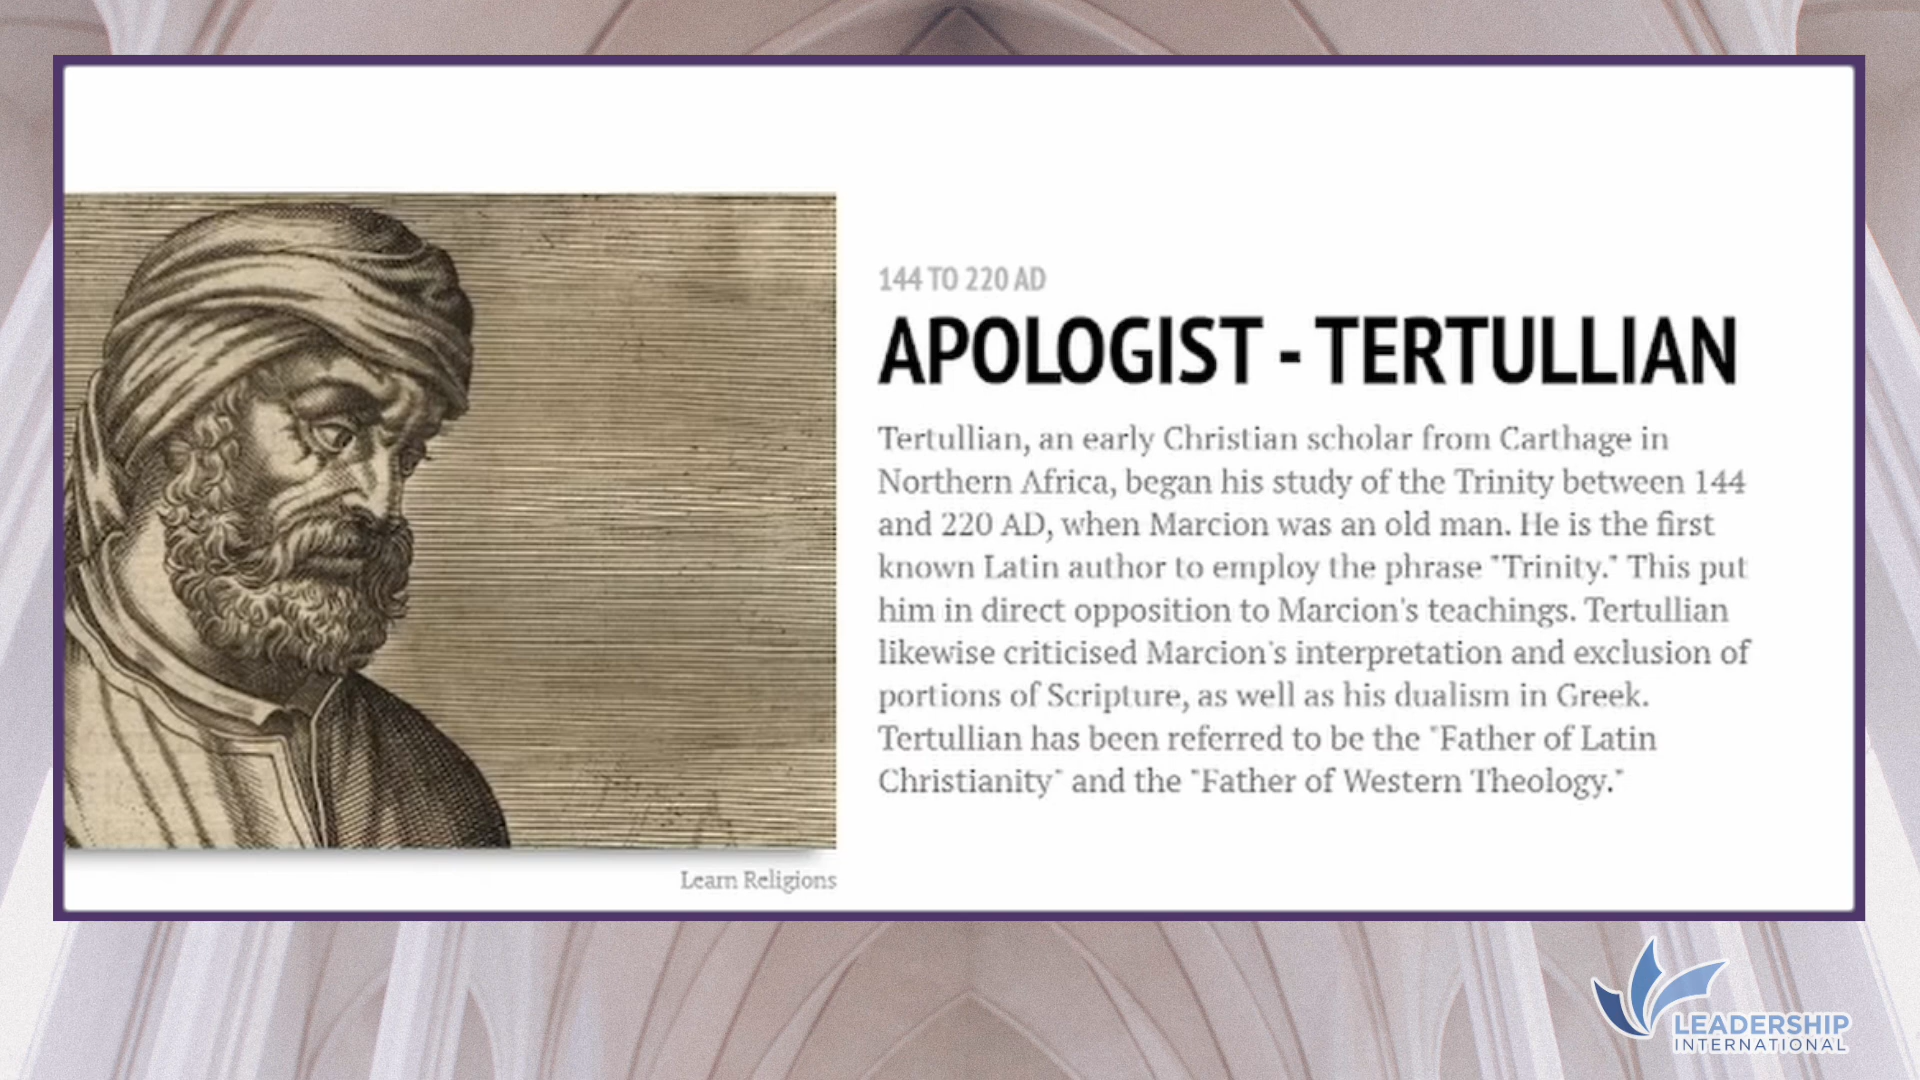 144 TO 220 AD
APOLOGIST - TERTULLIAN
Tertullian, an early Christian scholar from Carthage in
Northern Africa, began his study of the Trinity between 144
and 220 AD, when Marcion was an old man. He is the first
known Latin author to employ the phrase "Trinity." This put
him in direct opposition to Marcion's teachings. Tertullian
likewise criticised Marcion's interpretation and exclusion of
portions of Scripture, as well as his dualism in Greek.
Tertullian has been referred to be the "Father of Latin
Christianity" and the "Father of Western Theology."
Learn Religions
LEADERSHIP
INTERNATIONAL